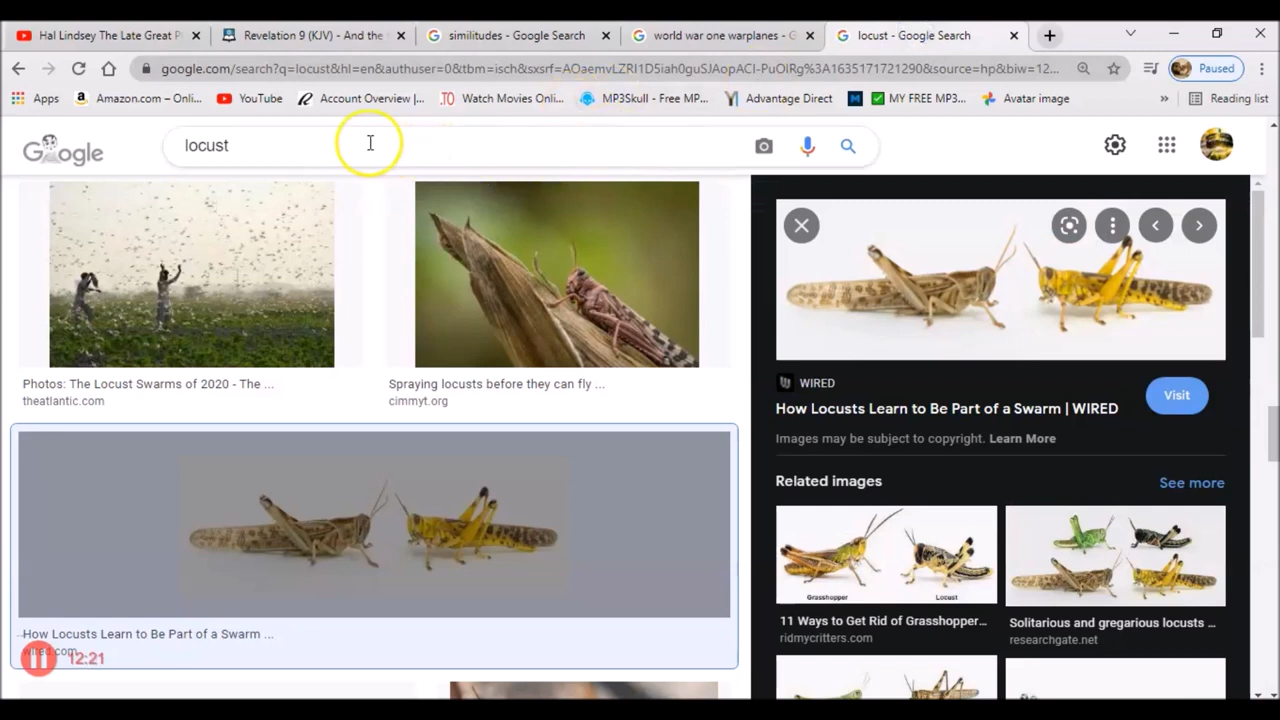 Hal Lindsey The Late Great P
Revelation 9 (KJV) - And the
similitudes - Google Search
world war one warplanes - G
locust - Google Search
google.com/search?q=locust&hl=en&authuser=0&tbm=isch&sxsrf=AOaemvLZRI1D5iah0guSJAopACI-PuOlRg%3A1635171721290&source=hp&biw=12...
Paused
Apps
Amazon.com – Onli...
YouTube
Account Overview |...
Watch Movies Onli...
MP3Skull - Free MP...
Advantage Direct
MY FREE MP3...
Avatar image
»
Reading list
Google
locust
Photos: The Locust Swarms of 2020 - The ...
theatlantic.com
Spraying locusts before they can fly ...
cimmyt.org
How Locusts Learn to Be Part of a Swarm ...
wired.com
12:21
WIRED
Visit
How Locusts Learn to Be Part of a Swarm | WIRED
Images may be subject to copyright. Learn More
Related images
See more
Grasshopper
Locust
11 Ways to Get Rid of Grasshopper...
ridmycritters.com
Solitarious and gregarious locusts ...
researchgate.net